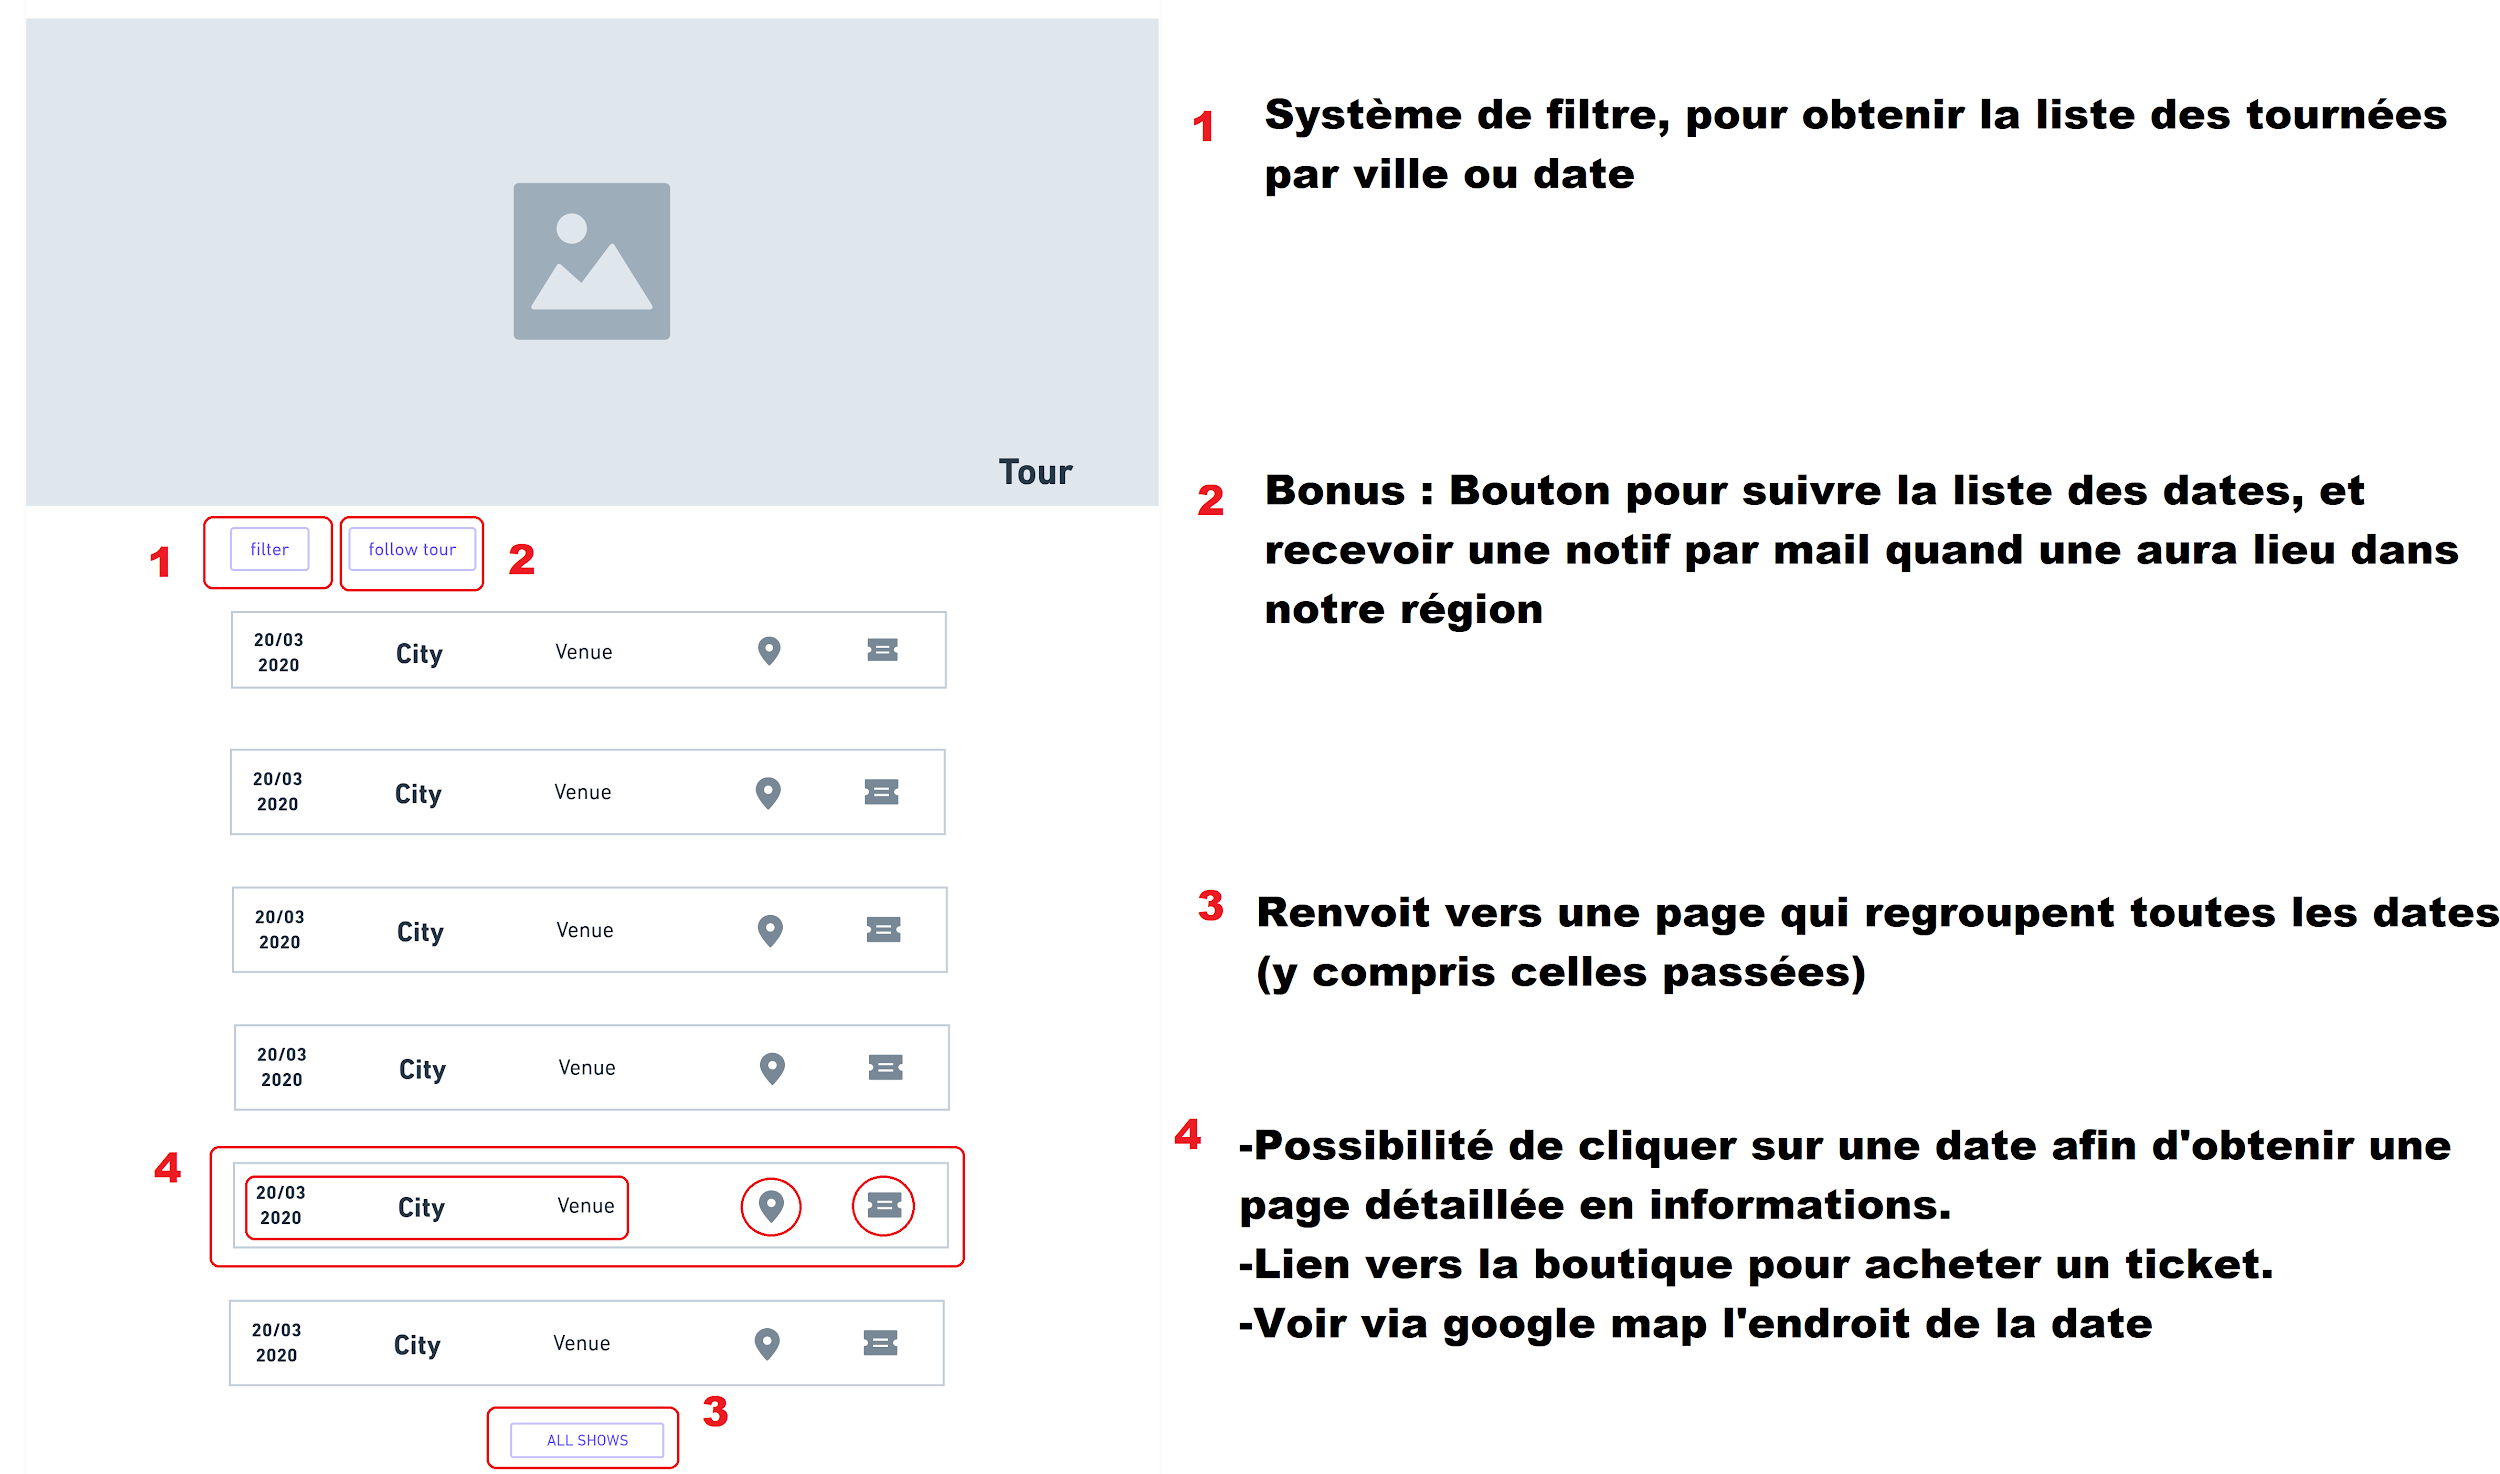 Tour
1
filter
follow tour
2
20/03
2020
City
Venue
20/03
2020
City
Venue
20/03
2020
City
Venue
20/03
2020
City
Venue
4
20/03
2020
City
Venue
20/03
2020
City
Venue
3
ALL SHOWS
1
Système de filtre, pour obtenir la liste des tournées
par ville ou date
2
Bonus : Bouton pour suivre la liste des dates, et
recevoir une notif par mail quand une aura lieu dans
notre région
3
Renvoit vers une page qui regroupent toutes les dates
(y compris celles passées)
4
-Possibilité de cliquer sur une date afin d'obtenir une
page détaillée en informations.
-Lien vers la boutique pour acheter un ticket.
-Voir via google map l'endroit de la date